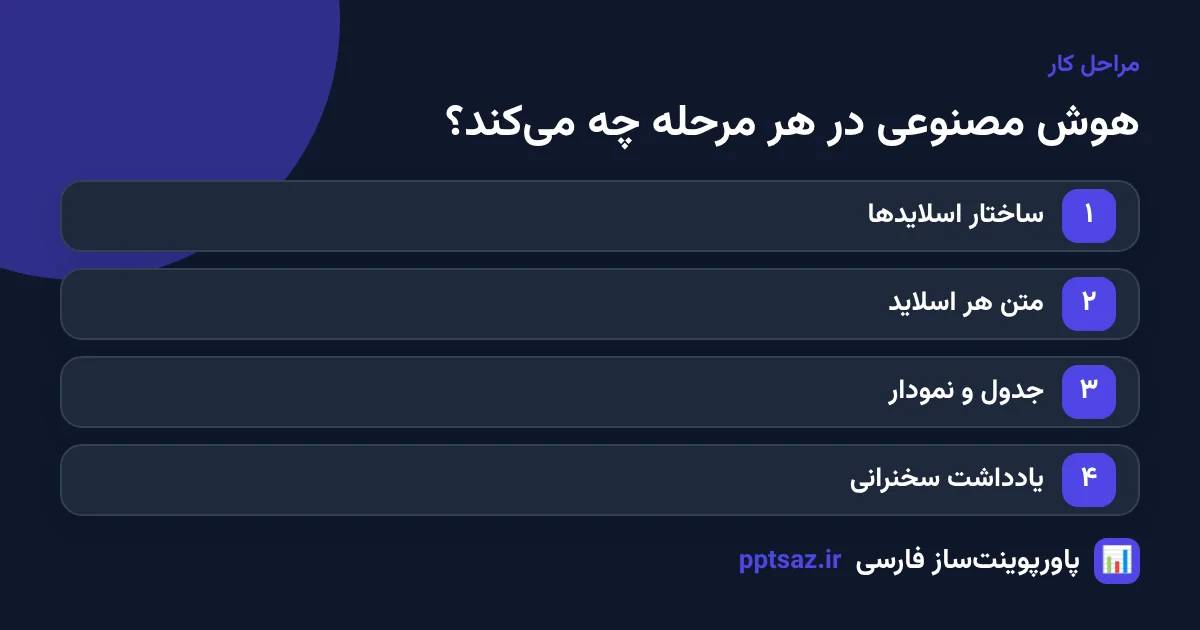 مراحل کار
هوش مصنوعی در هر مرحله چه می‌کند؟
۱ ساختار اسلایدها
۲ متن هر اسلاید
۳ جدول و نمودار
۴ یادداشت سخنرانی
پاورپوینت‌ساز فارسی pptsaz.ir